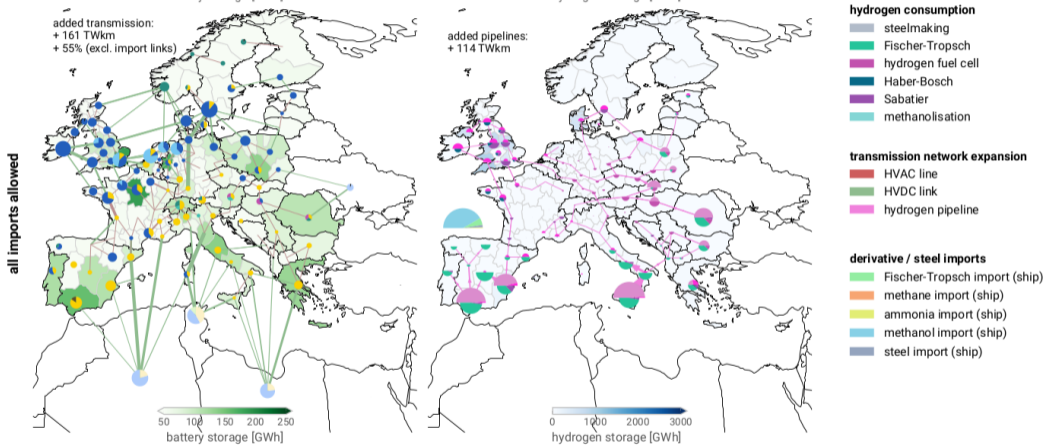 added transmission:
+ 161 TWkm
+ 55% (excl. import links)
added pipelines:
+ 114 TWkm
all imports allowed
50 100 150 200 250
battery storage [GWh]
0 1000 2000 3000
hydrogen storage [GWh]
hydrogen consumption
steelmaking
Fischer-Tropsch
hydrogen fuel cell
Haber-Bosch
Sabatier
methanolisation
transmission network expansion
HVAC line
HVDC link
hydrogen pipeline
derivative / steel imports
Fischer-Tropsch import (ship)
methane import (ship)
ammonia import (ship)
methanol import (ship)
steel import (ship)